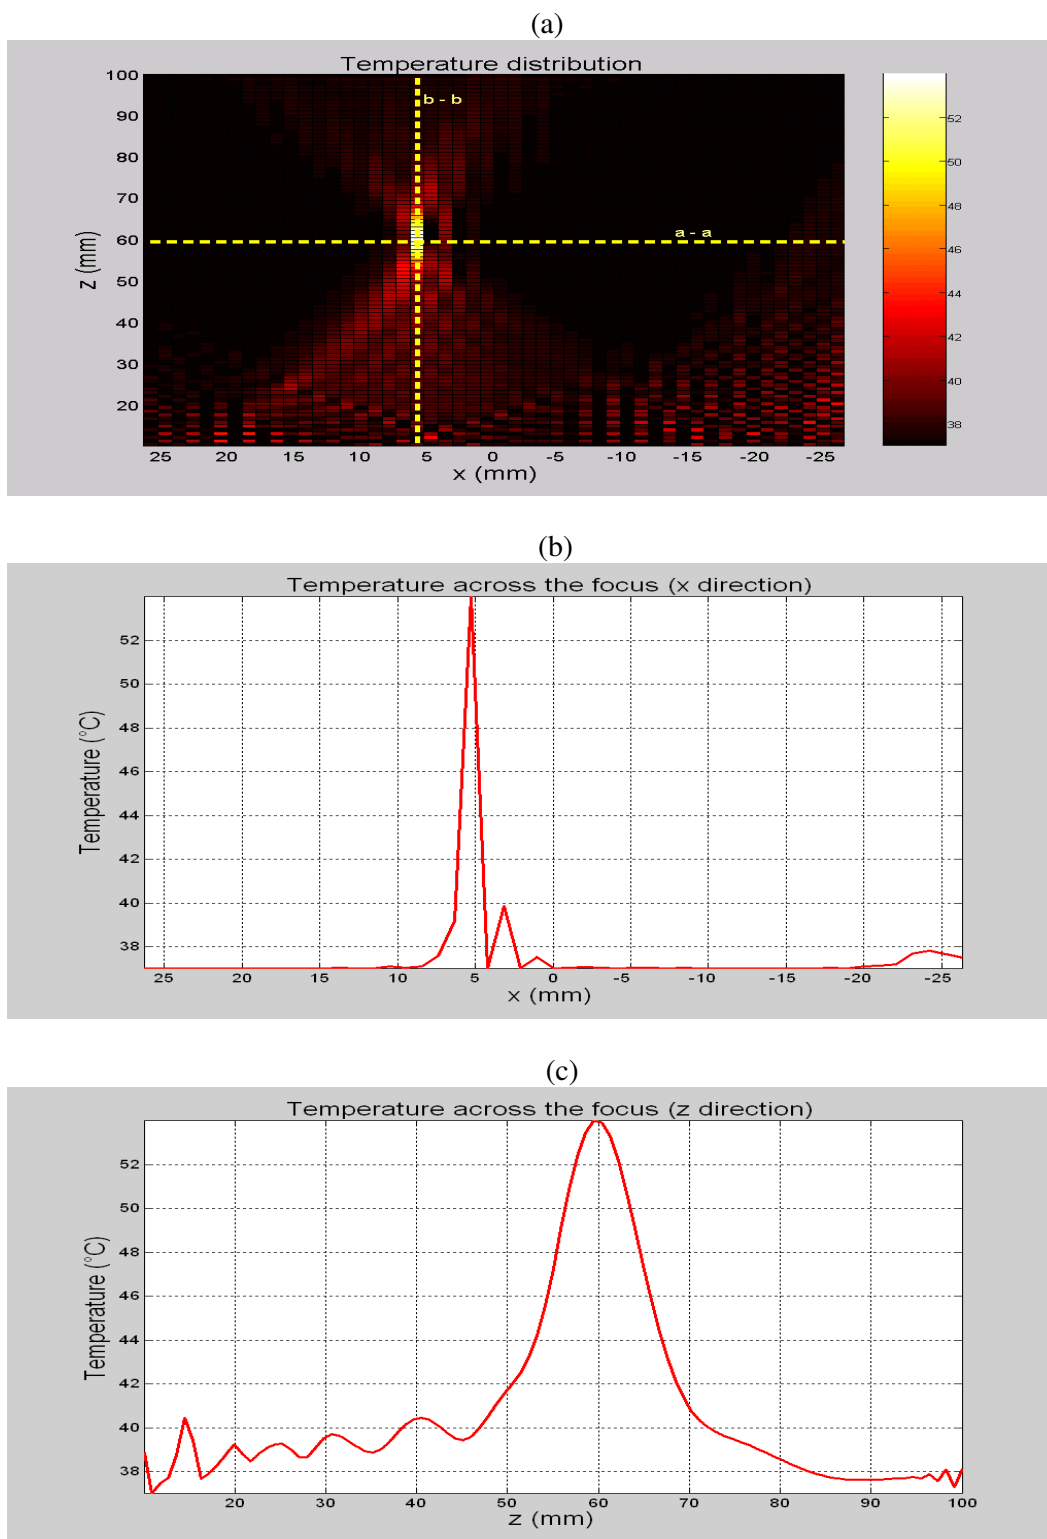 (a)
Temperature distribution
z (mm)
100
90
80
70
60
50
40
30
20
b - b
a - a
52
50
48
46
44
42
40
38
25 20 15 10 5 0 -5 -10 -15 -20 -25
x (mm)
(b)
Temperature across the focus (x direction)
Temperature (°C)
52
50
48
46
44
42
40
38
25 20 15 10 5 0 -5 -10 -15 -20 -25
x (mm)
(c)
Temperature across the focus (z direction)
Temperature (°C)
52
50
48
46
44
42
40
38
20 30 40 50 60 70 80 90 100
z (mm)